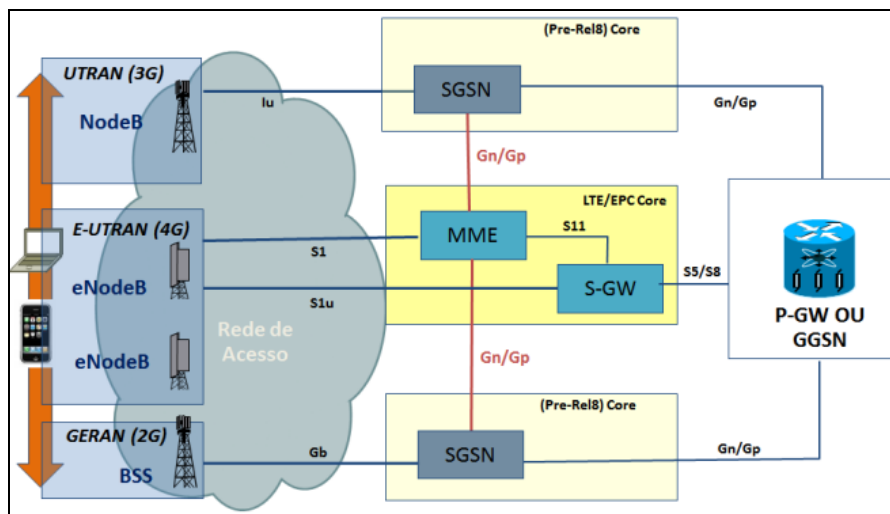 (Pre-Rel8) Core
UTRAN (3G)
NodeB
Iu
SGSN
Gn/Gp
Gn/Gp
LTE/EPC Core
E-UTRAN (4G)
eNodeB
eNodeB
S1
S1u
MME
S11
S-GW
S5/S8
Rede de
Acesso
P-GW OU
GGSN
Gn/Gp
(Pre-Rel8) Core
GERAN (2G)
BSS
Gb
SGSN
Gn/Gp